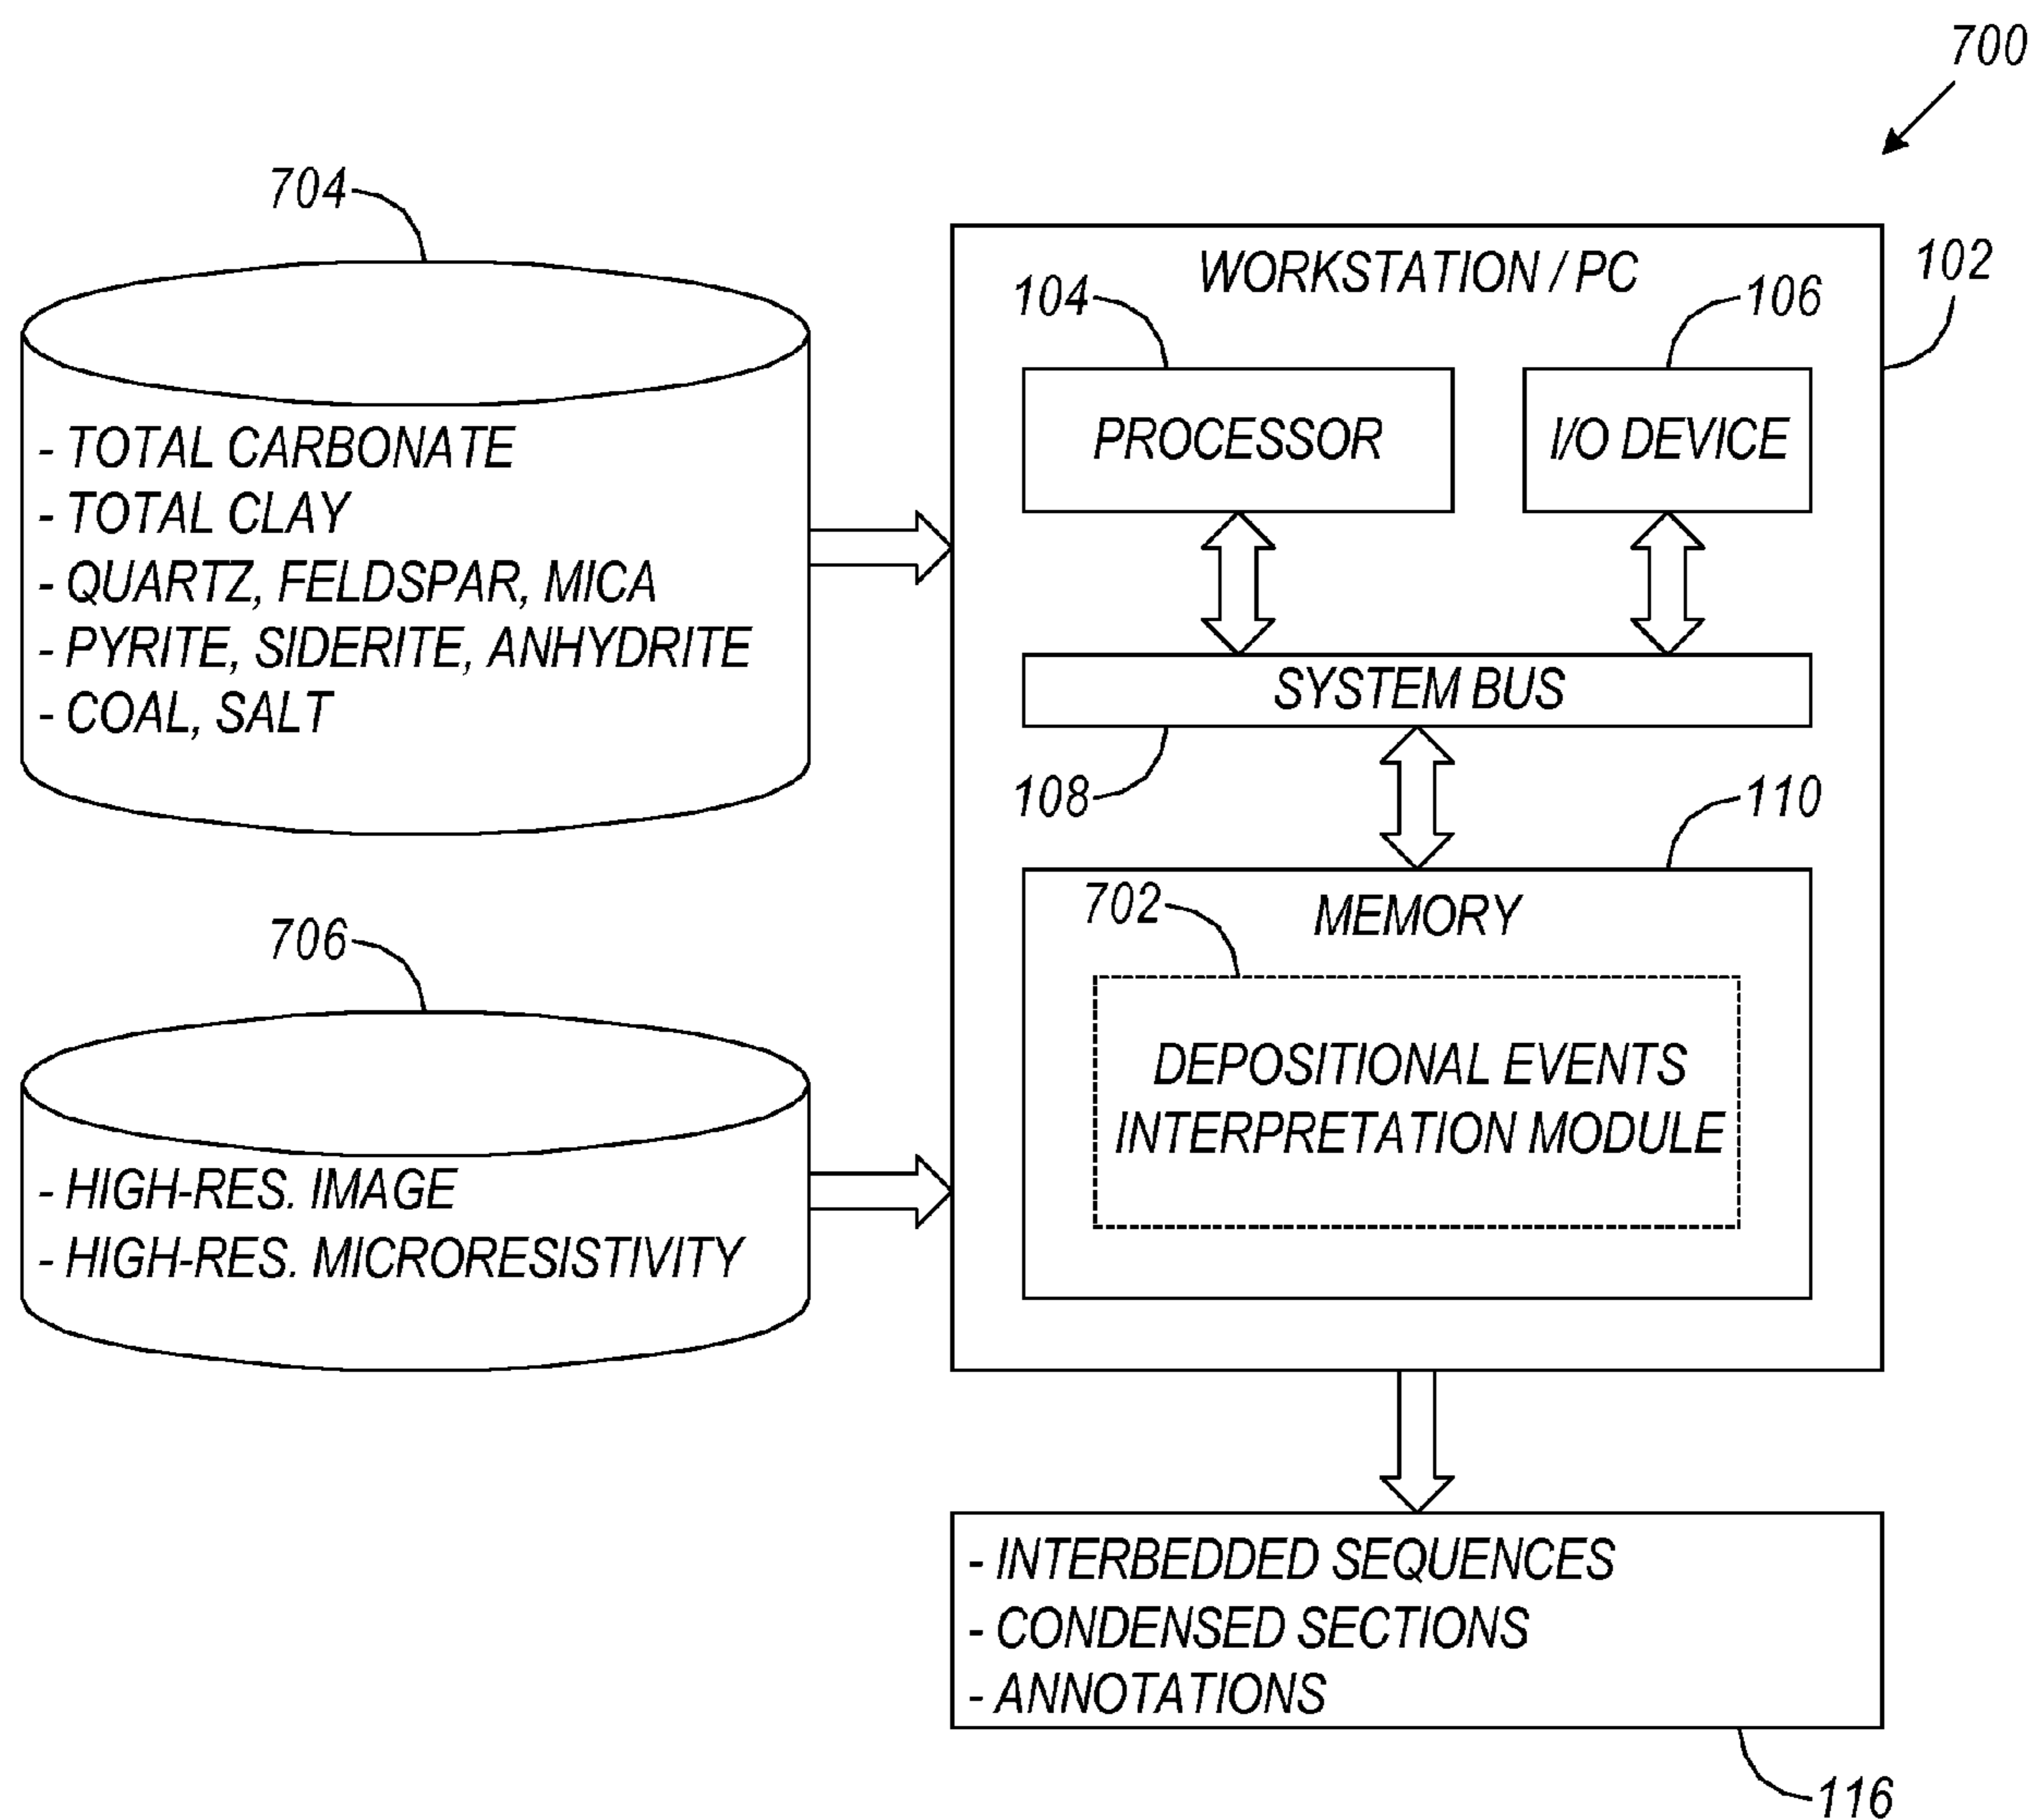 700
704
- TOTAL CARBONATE
- TOTAL CLAY
- QUARTZ, FELDSPAR, MICA
- PYRITE, SIDERITE, ANHYDRITE
- COAL, SALT
706
- HIGH-RES. IMAGE
- HIGH-RES. MICRORESISTIVITY
WORKSTATION / PC
102
104
106
PROCESSOR
I/O DEVICE
SYSTEM BUS
108
110
MEMORY
702
DEPOSITIONAL EVENTS
INTERPRETATION MODULE
- INTERBEDDED SEQUENCES
- CONDENSED SECTIONS
- ANNOTATIONS
116